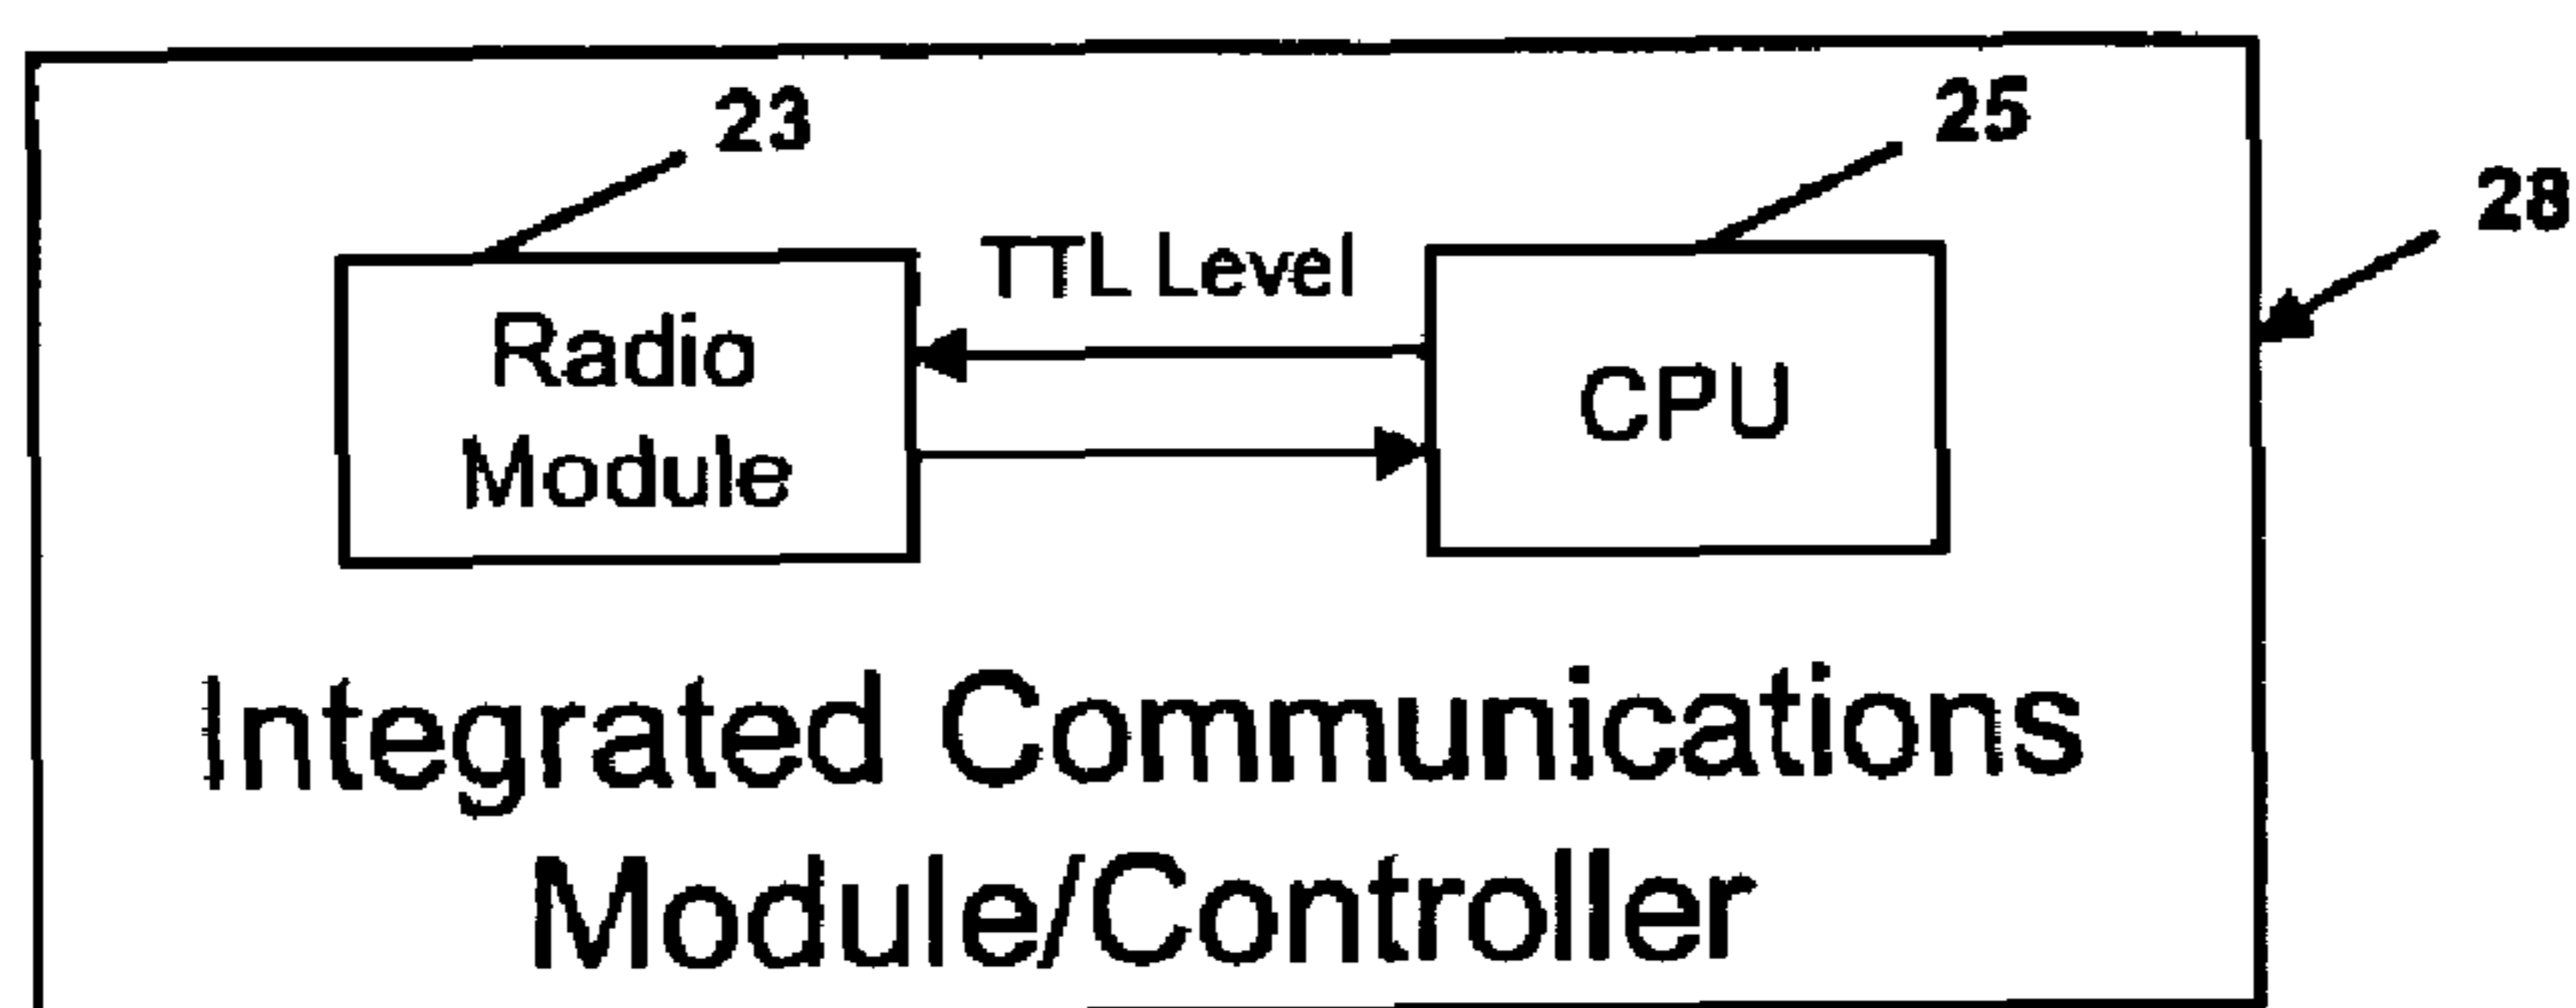 23
25
28
TTL Level
Radio
Module
CPU
Integrated Communications
Module/Controller